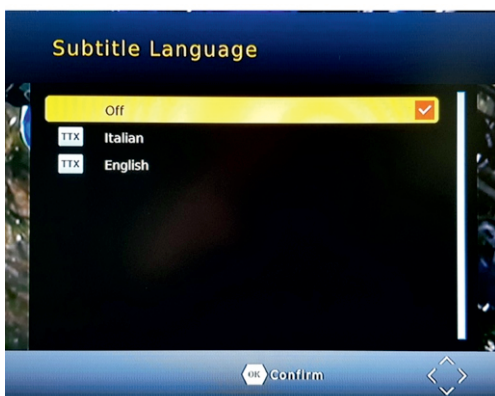 Subtitle Language
Off
TTX Italian
TTX English
OK Confirm